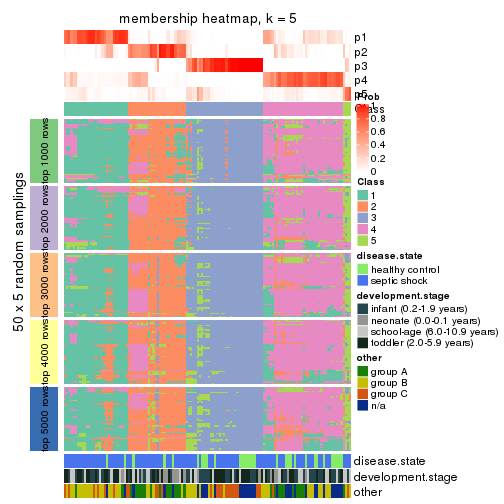 membership heatmap, k = 5
p1
p2
p3
p4
p5
Class
Prob
1
0.8
0.6
0.4
0.2
0
Class
1
2
3
4
5
disease.state
healthy control
septic shock
development.stage
infant (0.2-1.9 years)
neonate (0.0-0.1 years)
school-age (6.0-10.9 years)
toddler (2.0-5.9 years)
other
group A
group B
group C
n/a
50 x 5 random samplings
top 1000 rows
top 2000 rows
top 3000 rows
top 4000 rows
top 5000 rows
disease.state
development.stage
other